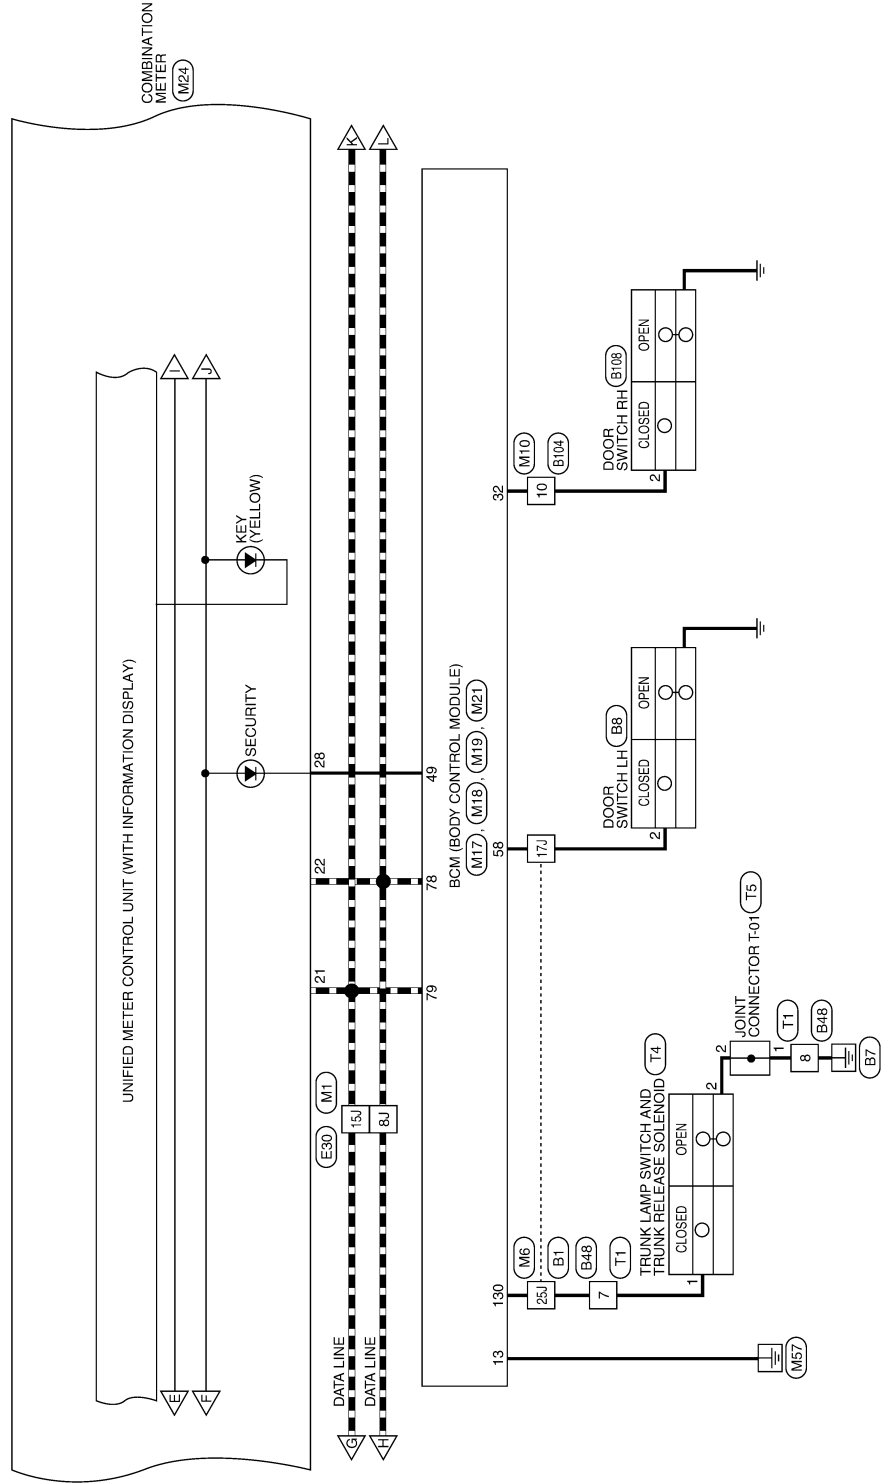 COMBINATION
METER
M24
UNIFIED METER CONTROL UNIT (WITH INFORMATION DISPLAY)
E
I
F
J
SECURITY
KEY
(YELLOW)
21
22
28
E30
M1
DATA LINE
G
15J
K
DATA LINE
H
8J
L
79
78
49
BCM (BODY CONTROL MODULE)
M17 , M18 , M19 , M21
13
130
58
32
M6
25J
B1
B48
7
T1
17J
M10
10
B104
TRUNK LAMP SWITCH AND
TRUNK RELEASE SOLENOID
T4
CLOSED
OPEN
1
2
JOINT
CONNECTOR T-01
T5
2
1
T1
8
B48
B7
DOOR
SWITCH LH
B8
CLOSED
OPEN
2
DOOR
SWITCH RH
B108
CLOSED
OPEN
2
M57